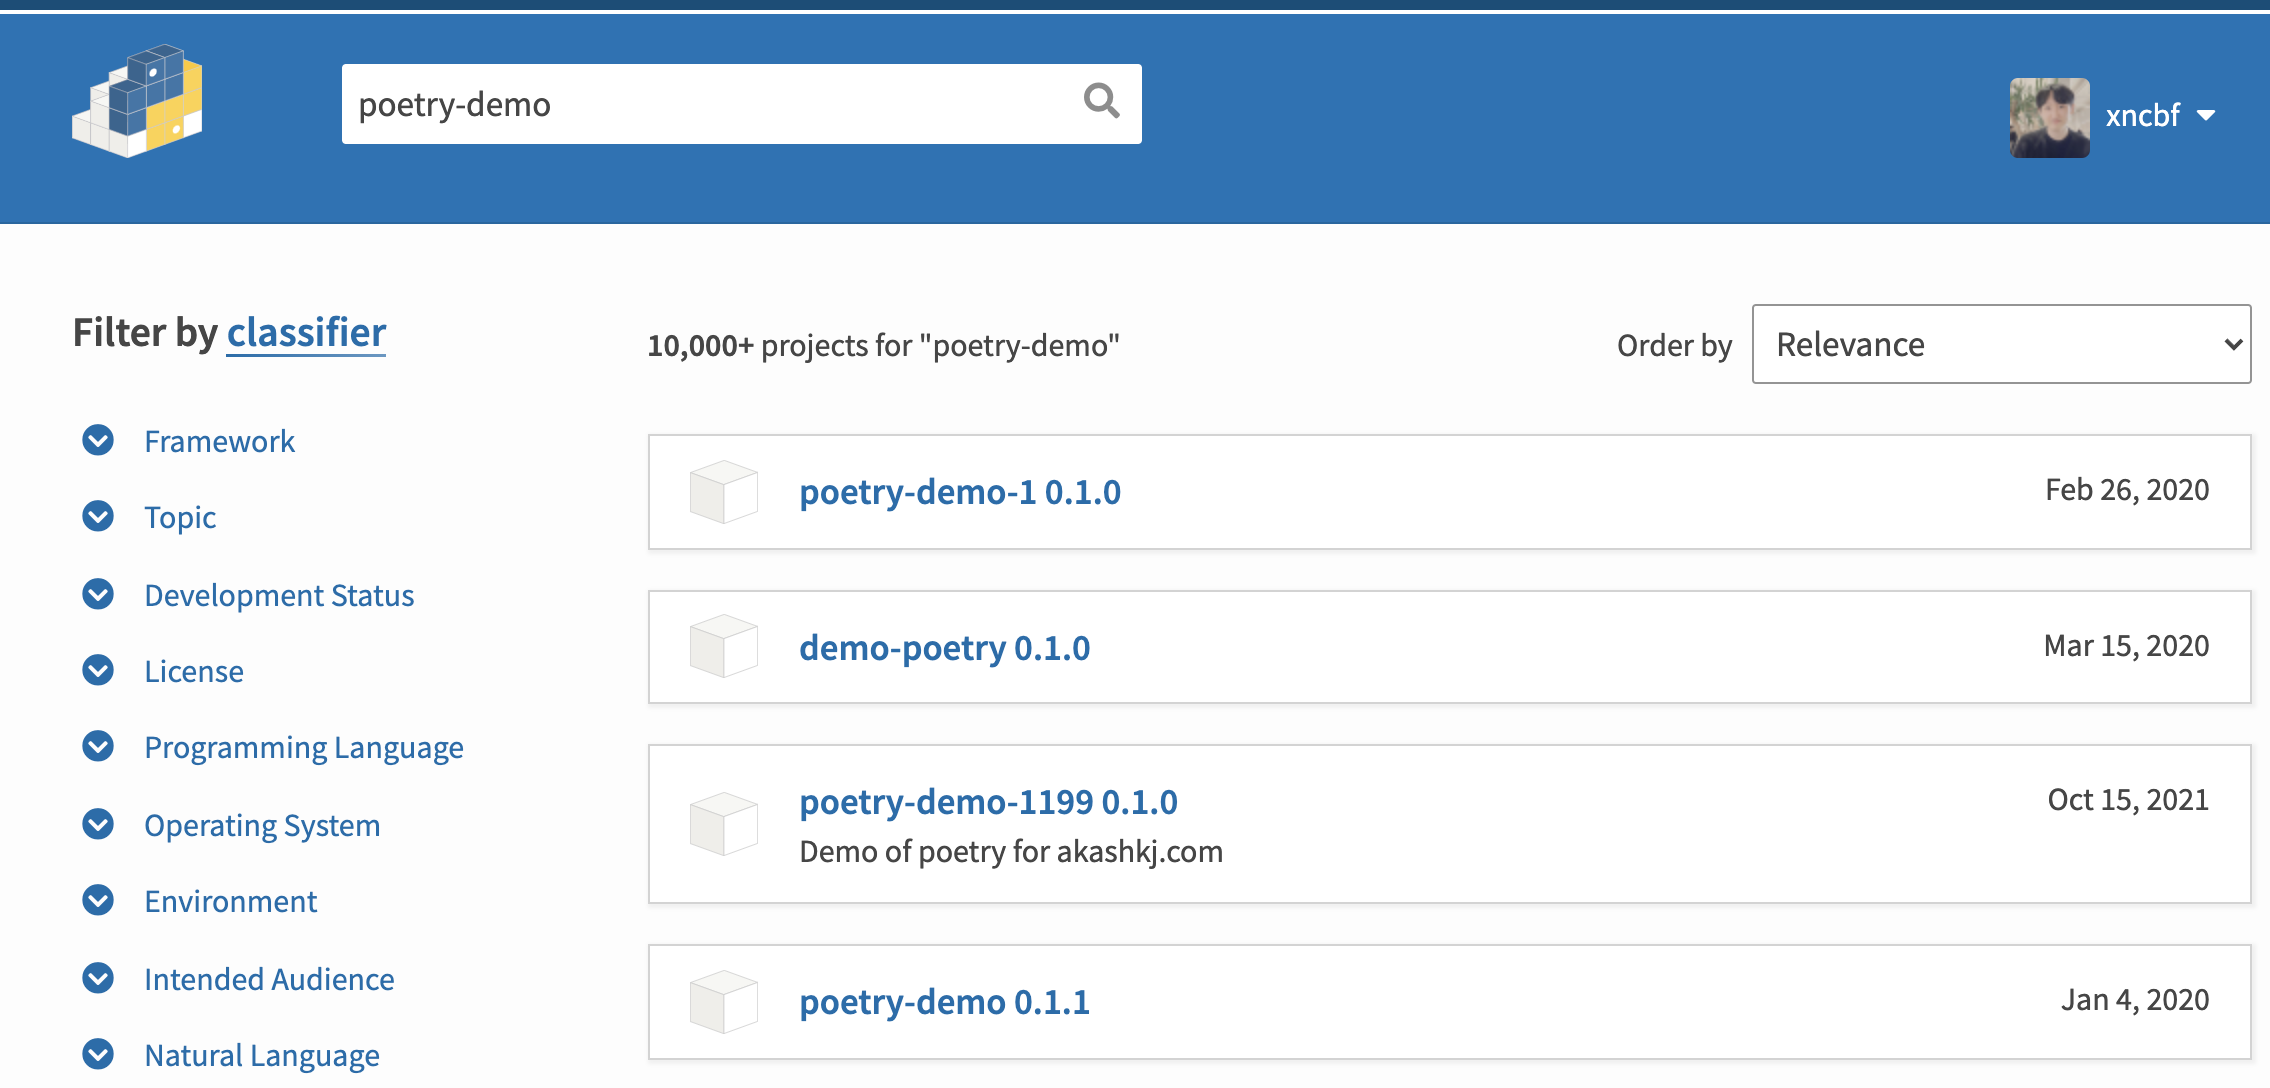 poetry-demo
xncbf
Filter by classifier
Framework
Topic
Development Status
License
Programming Language
Operating System
Environment
Intended Audience
Natural Language
10,000+ projects for "poetry-demo"
Order by
Relevance
poetry-demo-1 0.1.0
Feb 26, 2020
demo-poetry 0.1.0
Mar 15, 2020
poetry-demo-1199 0.1.0
Oct 15, 2021
Demo of poetry for akashkj.com
poetry-demo 0.1.1
Jan 4, 2020